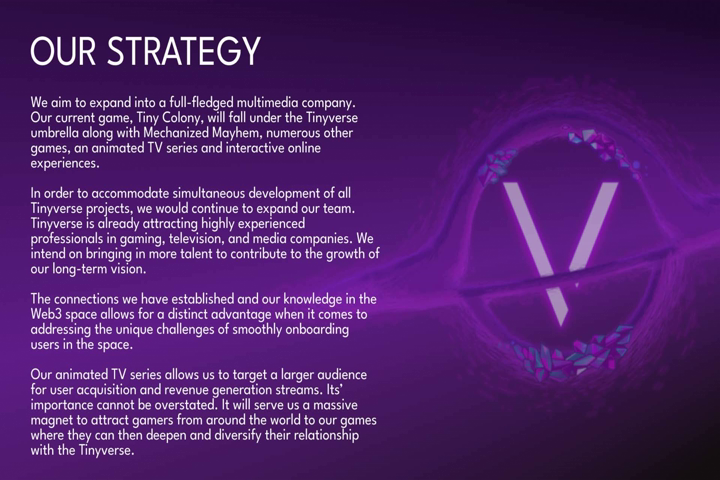 OUR STRATEGY
We aim to expand into a full-fledged multimedia company.
Our current game, Tiny Colony, will fall under the Tinyverse
umbrella along with Mechanized Mayhem, numerous other
games, an animated TV series and interactive online
experiences.
In order to accommodate simultaneous development of all
Tinyverse projects, we would continue to expand our team.
Tinyverse is already attracting highly experienced
professionals in gaming, television, and media companies. We
intend on bringing in more talent to contribute to the growth of
our long-term vision.
The connections we have established and our knowledge in the
Web3 space allows for a distinct advantage when it comes to
addressing the unique challenges of smoothly onboarding
users in the space.
Our animated TV series allows us to target a larger audience
for user acquisition and revenue generation streams. Its'
importance cannot be overstated. It will serve us a massive
magnet to attract gamers from around the world to our games
where they can then deepen and diversify their relationship
with the Tinyverse.
V